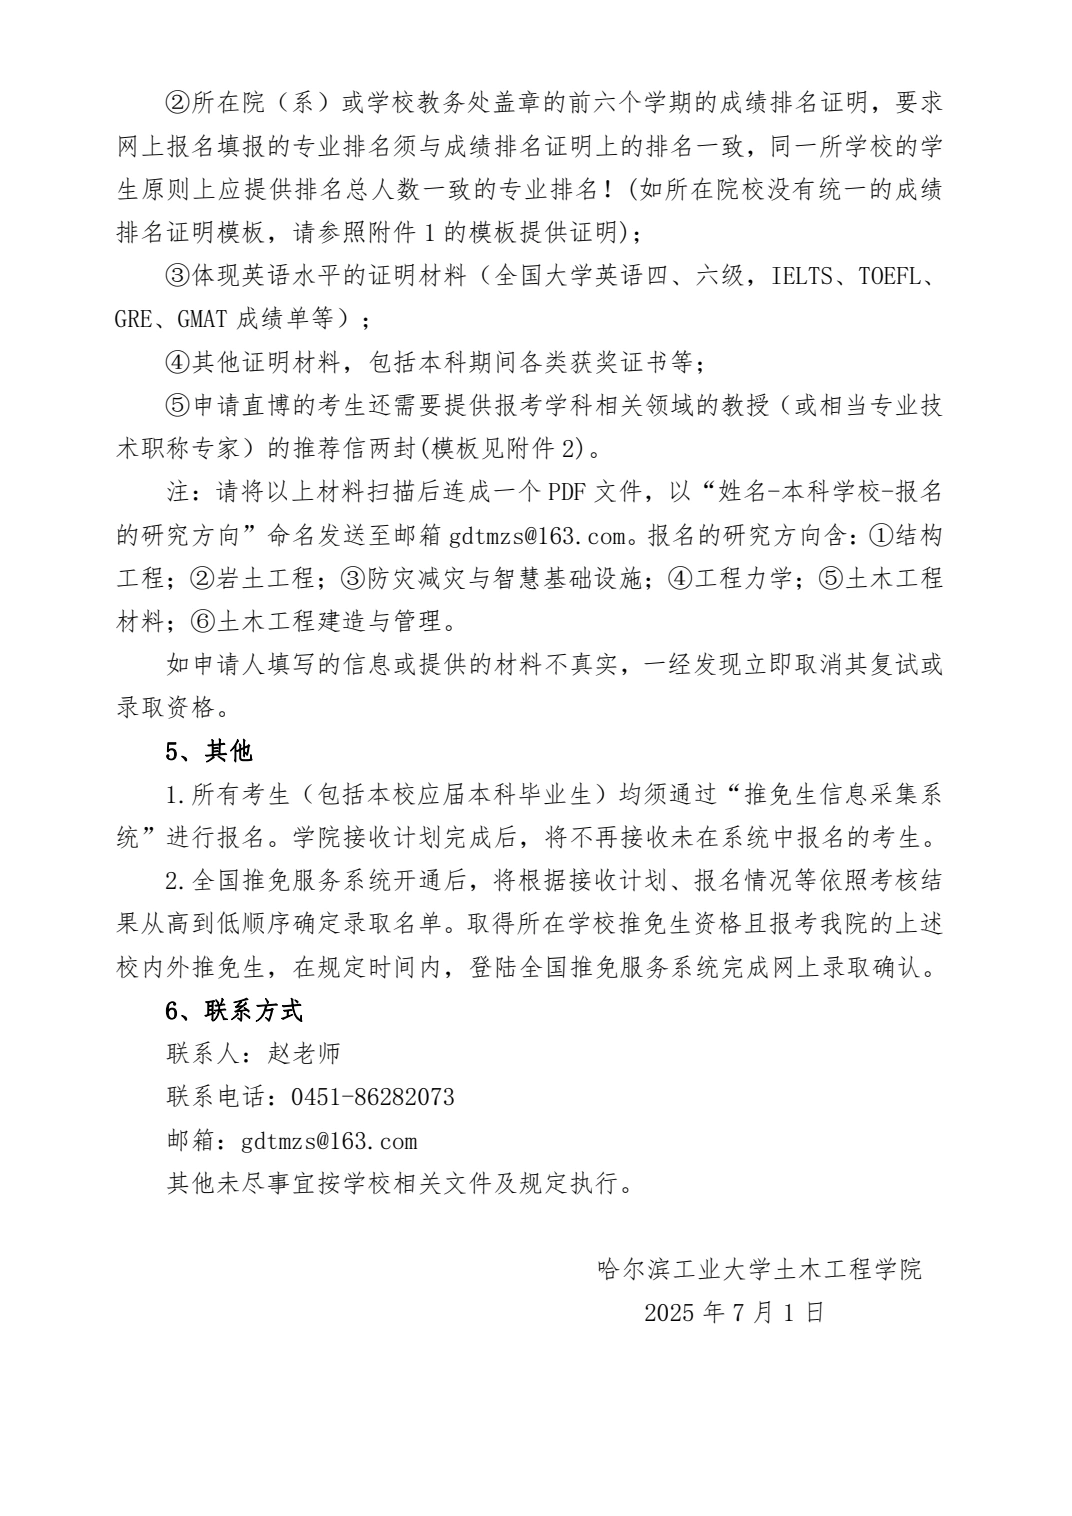 ②所在院（系）或学校教务处盖章的前六个学期的成绩排名证明，要求
网上报名填报的专业排名须与成绩排名证明上的排名一致，同一所学校的学
生原则上应提供排名总人数一致的专业排名！(如所在院校没有统一的成绩
排名证明模板，请参照附件 1 的模板提供证明)；
③体现英语水平的证明材料（全国大学英语四、六级，IELTS、TOEFL、
GRE、GMAT 成绩单等）；
④其他证明材料，包括本科期间各类获奖证书等；
⑤申请直博的考生还需要提供报考学科相关领域的教授（或相当专业技
术职称专家）的推荐信两封(模板见附件 2)。
注：请将以上材料扫描后连成一个 PDF 文件，以“姓名-本科学校-报名
的研究方向”命名发送至邮箱 gdtmzs@163.com。报名的研究方向含：①结构
工程；②岩土工程；③防灾减灾与智慧基础设施；④工程力学；⑤土木工程
材料；⑥土木工程建造与管理。
如申请人填写的信息或提供的材料不真实，一经发现立即取消其复试或
录取资格。
5、其他
1.所有考生（包括本校应届本科毕业生）均须通过“推免生信息采集系
统”进行报名。学院接收计划完成后，将不再接收未在系统中报名的考生。
2.全国推免服务系统开通后，将根据接收计划、报名情况等依照考核结
果从高到低顺序确定录取名单。取得所在学校推免生资格且报考我院的上述
校内外推免生，在规定时间内，登陆全国推免服务系统完成网上录取确认。
6、联系方式
联系人：赵老师
联系电话：0451-86282073
邮箱：gdtmzs@163.com
其他未尽事宜按学校相关文件及规定执行。
哈尔滨工业大学土木工程学院
2025 年 7 月 1 日